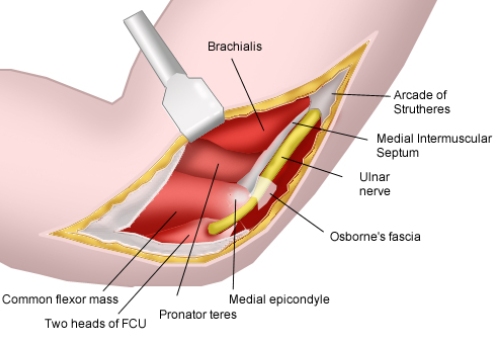 Brachialis
Arcade of
Strutheres
Medial Intermuscular
Septum
Ulnar
nerve
Osborne's fascia
Medial epicondyle
Pronator teres
Two heads of FCU
Common flexor mass